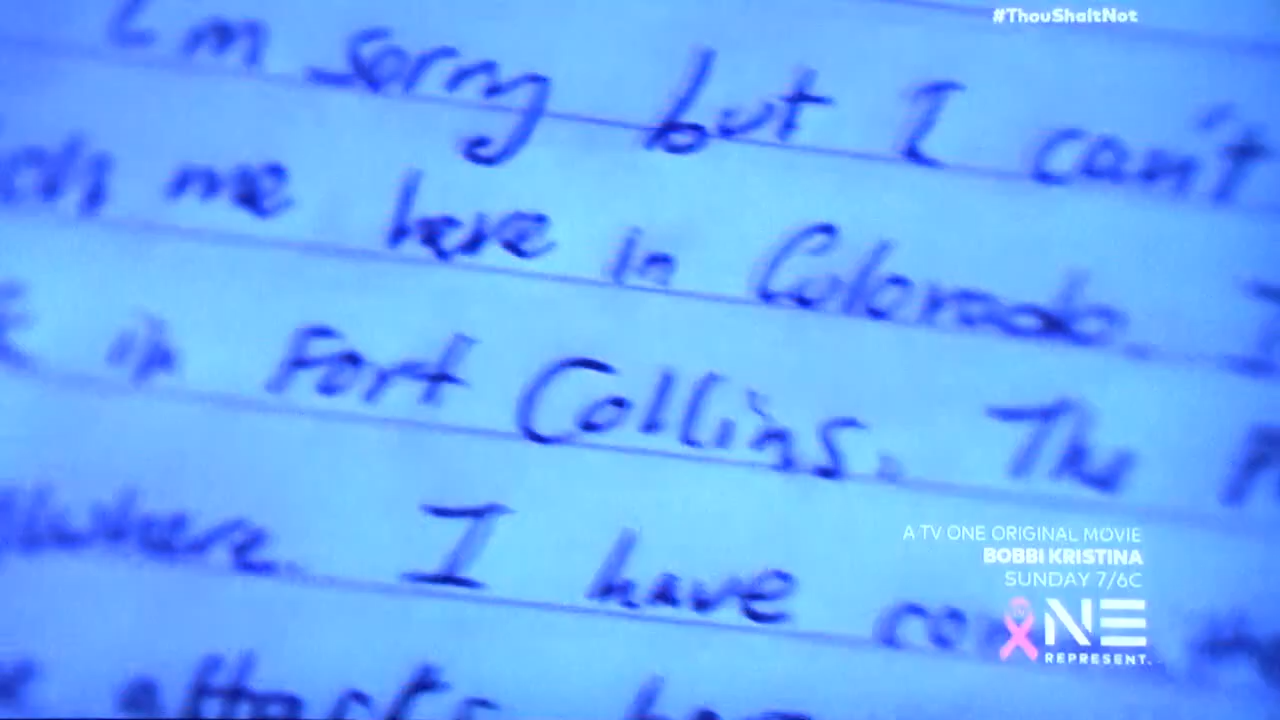 #ThouShaltNot
I'm sorry but I can't
me here in Colorado.
in Fort Collins. The
I have
attacts
A TV ONE ORIGINAL MOVIE
BOBBI KRISTINA
SUNDAY 7/6C
ONE
REPRESENT.